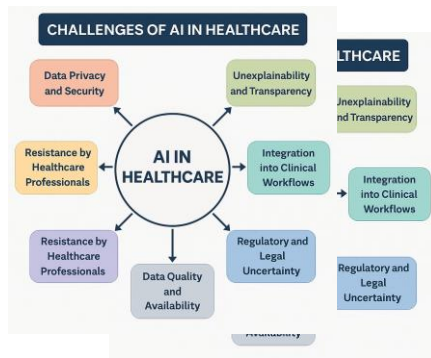 CHALLENGES OF AI IN HEALTHCARE
Data Privacy
and Security
Unexplainability
and Transparency
Resistance by
Healthcare
Professionals
AI IN
HEALTHCARE
Integration
into Clinical
Workflows
Resistance by
Healthcare
Professionals
Data Quality
and
Availability
Regulatory and
Legal
Uncertainty
LTHCARE
Unexplainability
nd Transparency
Integration
into Clinical
Workflows
Regulatory and
Legal
Uncertainty
Availability